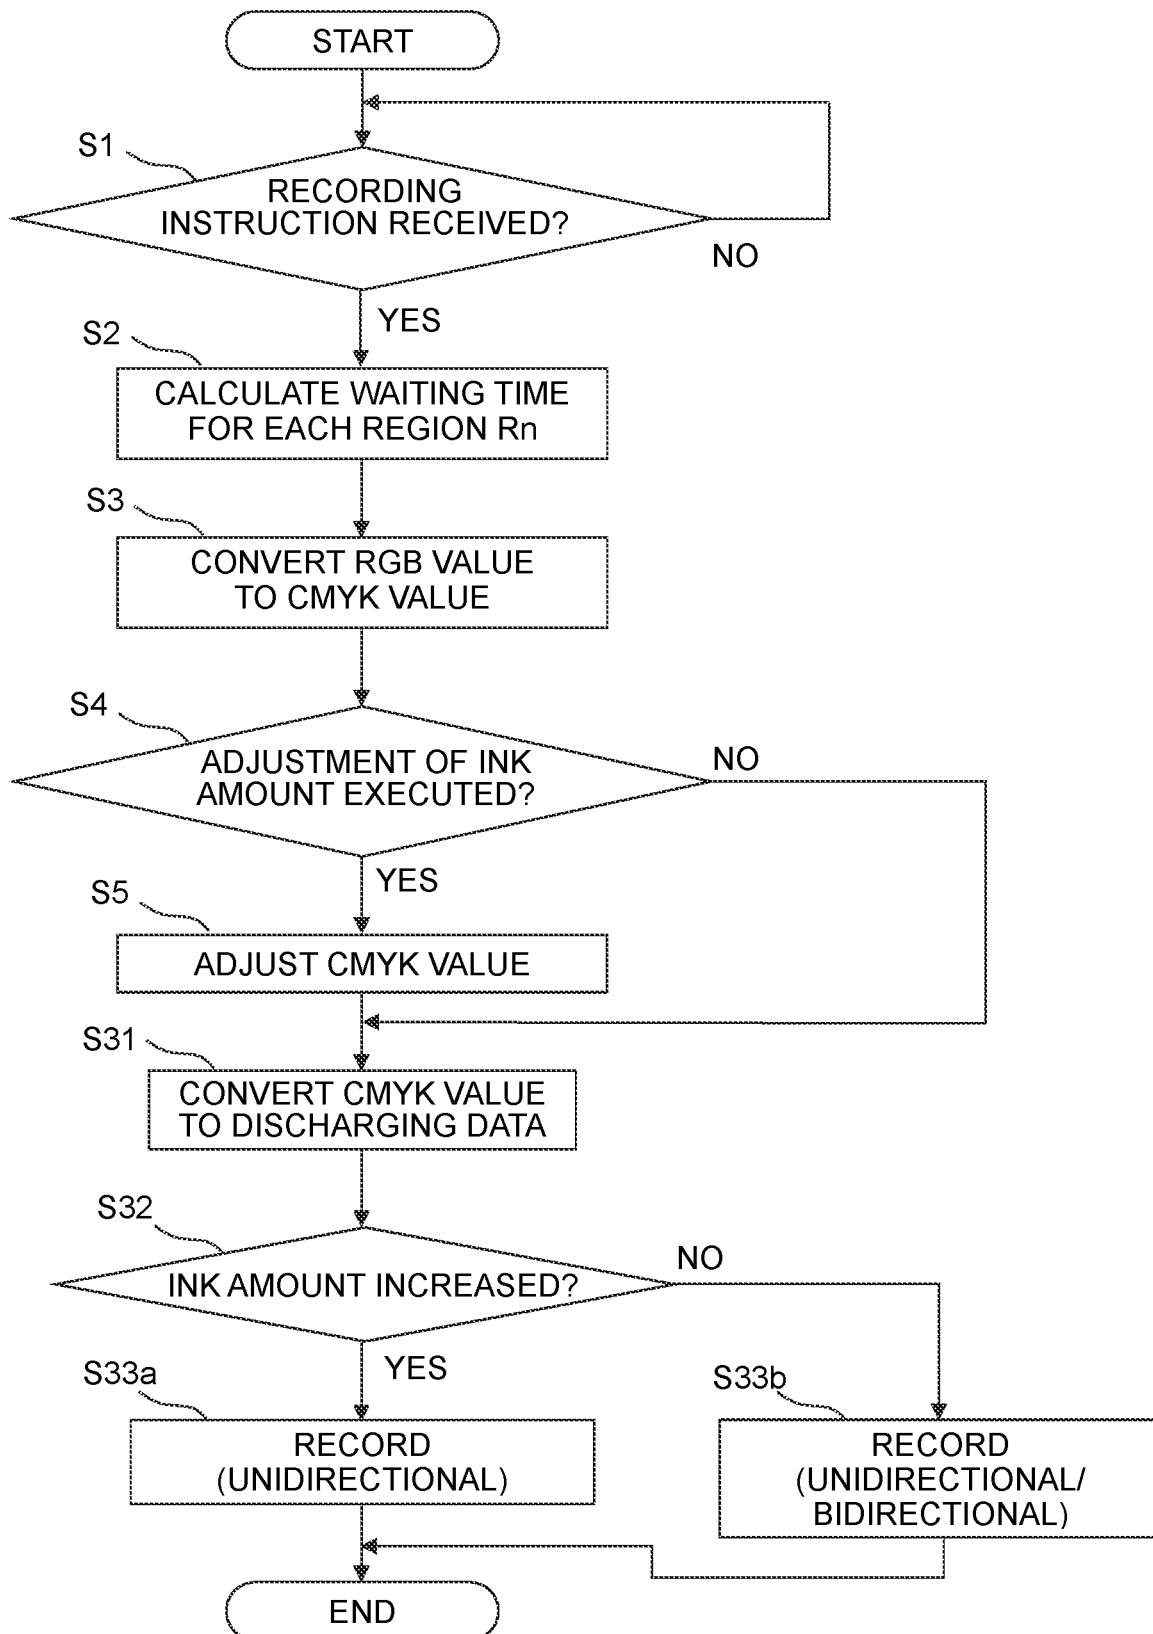 START
S1
RECORDING
INSTRUCTION RECEIVED?
NO
YES
S2
CALCULATE WAITING TIME
FOR EACH REGION Rn
S3
CONVERT RGB VALUE
TO CMYK VALUE
S4
ADJUSTMENT OF INK
AMOUNT EXECUTED?
NO
YES
S5
ADJUST CMYK VALUE
S31
CONVERT CMYK VALUE
TO DISCHARGING DATA
S32
INK AMOUNT INCREASED?
NO
YES
S33a
RECORD
(UNIDIRECTIONAL)
S33b
RECORD
(UNIDIRECTIONAL/
BIDIRECTIONAL)
END